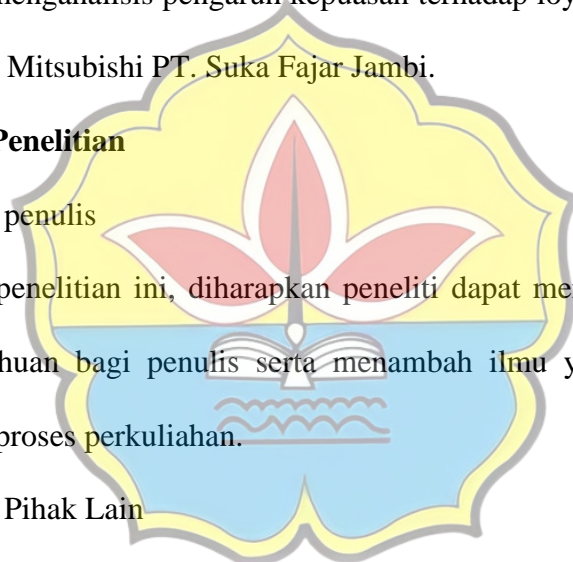 menganalisis pengaruh kepuasan terhadap loy
Mitsubishi PT. Suka Fajar Jambi.
Penelitian
penulis
penelitian ini, diharapkan peneliti dapat me
huan bagi penulis serta menambah ilmu y
proses perkuliahan.
Pihak Lain